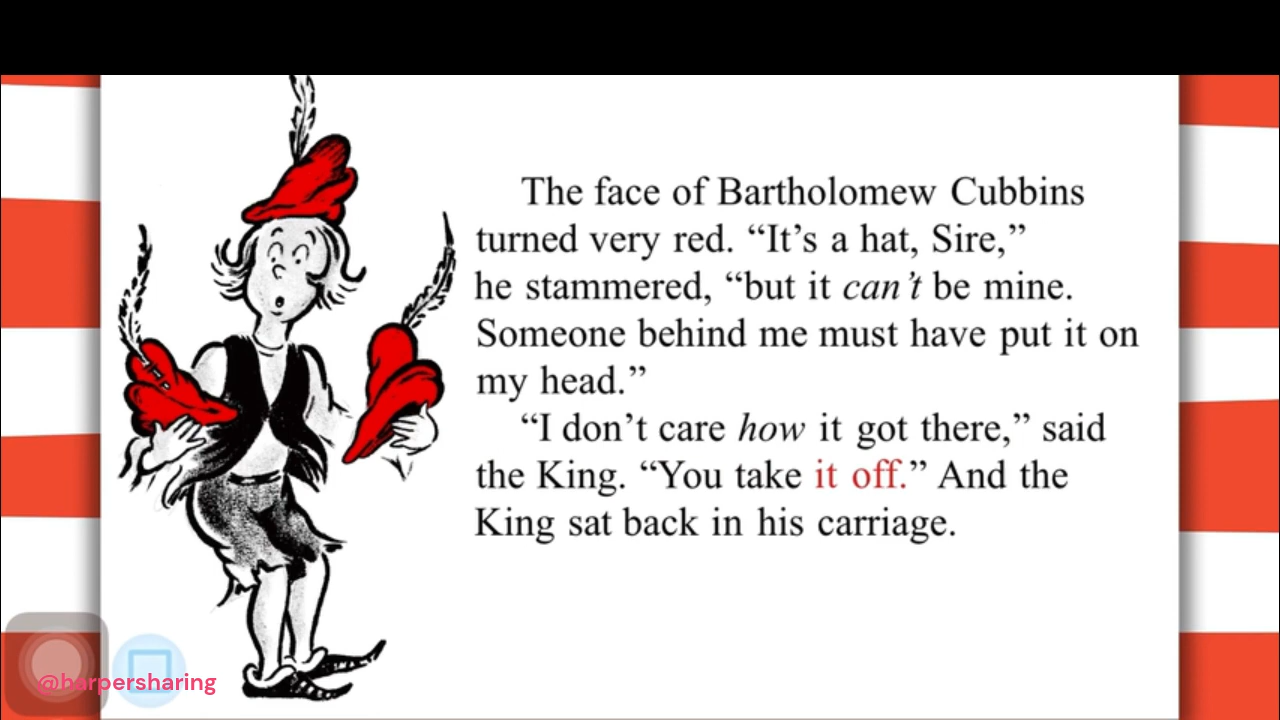 The face of Bartholomew Cubbins
turned very red. “It’s a hat, Sire,”
he stammered, “but it can’t be mine.
Someone behind me must have put it on
my head.”
“I don’t care how it got there,” said
the King. “You take it off.” And the
King sat back in his carriage.
@harpersharing